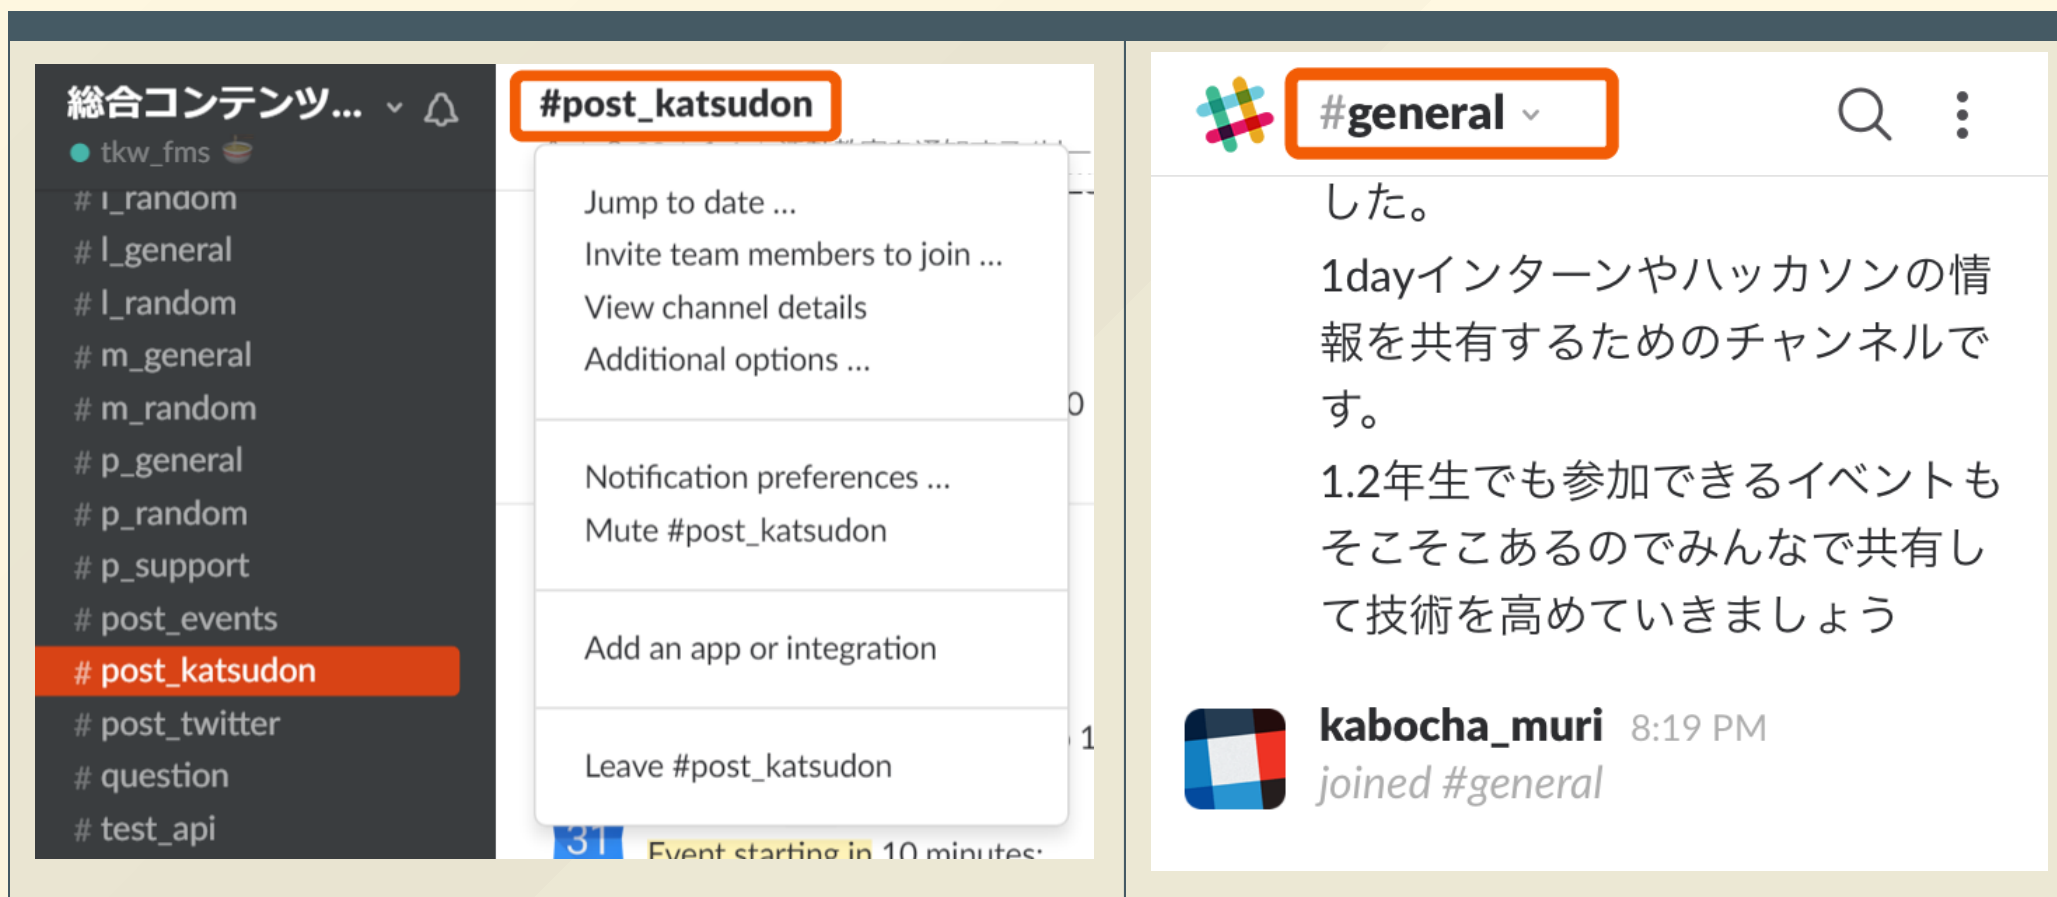 総合コンテンツ...
tkw_fms
#l_general
#l_random
#m_general
#m_random
#p_general
#p_random
#p_support
#post_events
#post_katsudon
#post_twitter
#question
#test_api
#post_katsudon
Jump to date ...
Invite team members to join ...
View channel details
Additional options ...
Notification preferences ...
Mute #post_katsudon
Add an app or integration
Leave #post_katsudon
31
Event starting in 10 minutes:
#general
した。
1dayインターンやハッカソンの情
報を共有するためのチャンネルで
す。
1.2年生でも参加できるイベントも
そこそこあるのでみんなで共有し
て技術を高めていきましょう
kabocha_muri 8:19 PM
joined #general